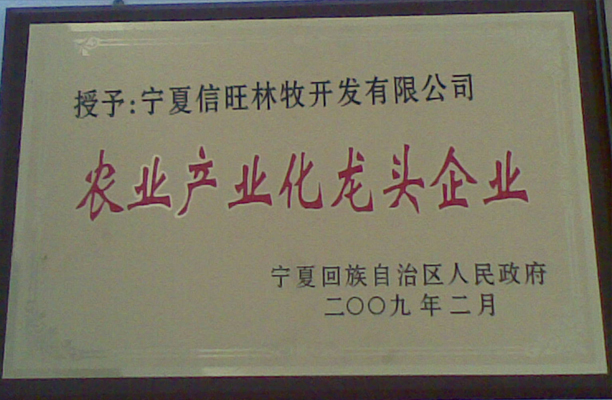 授予:宁夏信旺林牧开发有限公司
农业产业化龙头企业
宁夏回族自治区人民政府
二〇〇九年二月